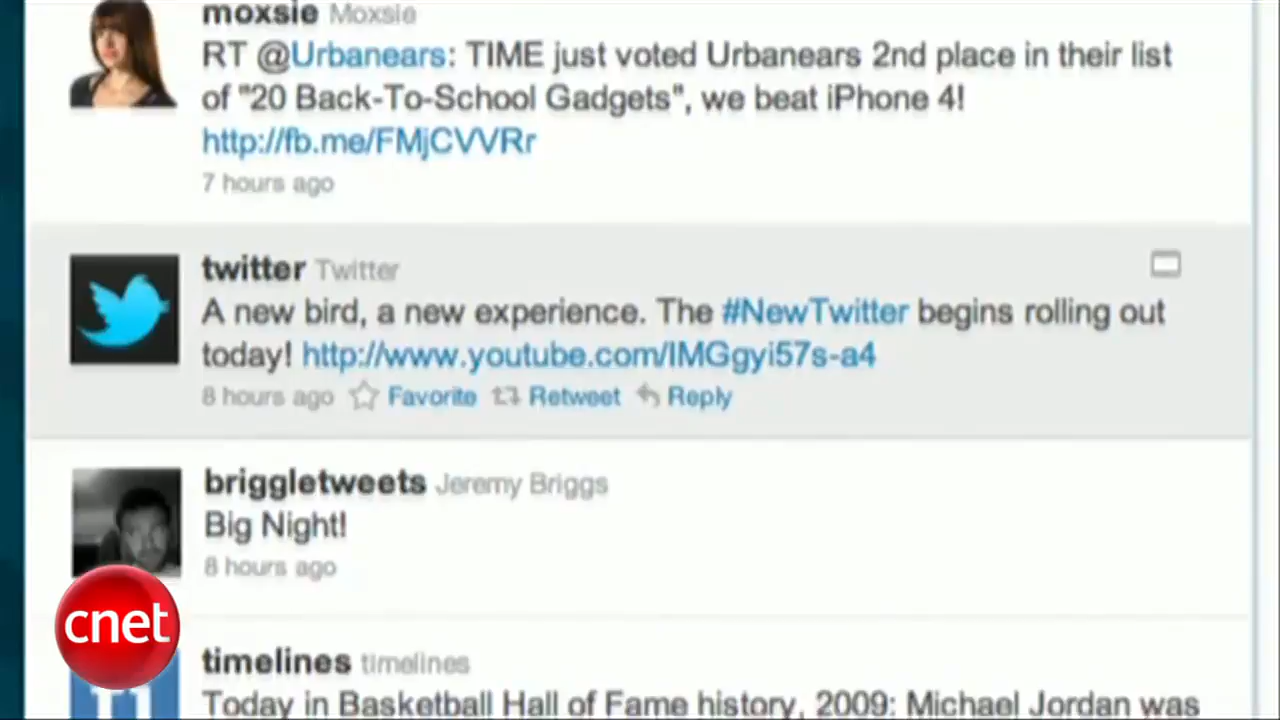 moxsie Moxsie
RT @Urbanears: TIME just voted Urbanears 2nd place in their list
of "20 Back-To-School Gadgets", we beat iPhone 4!
http://fb.me/FMjCVVRr
7 hours ago
twitter Twitter
A new bird, a new experience. The #NewTwitter begins rolling out
today! http://www.youtube.com/IMGgyi57s-a4
8 hours ago Favorite Retweet Reply
briggletweets Jeremy Briggs
Big Night!
8 hours ago
cnet
timelines timelines
Today in Basketball Hall of Fame history, 2009: Michael Jordan was